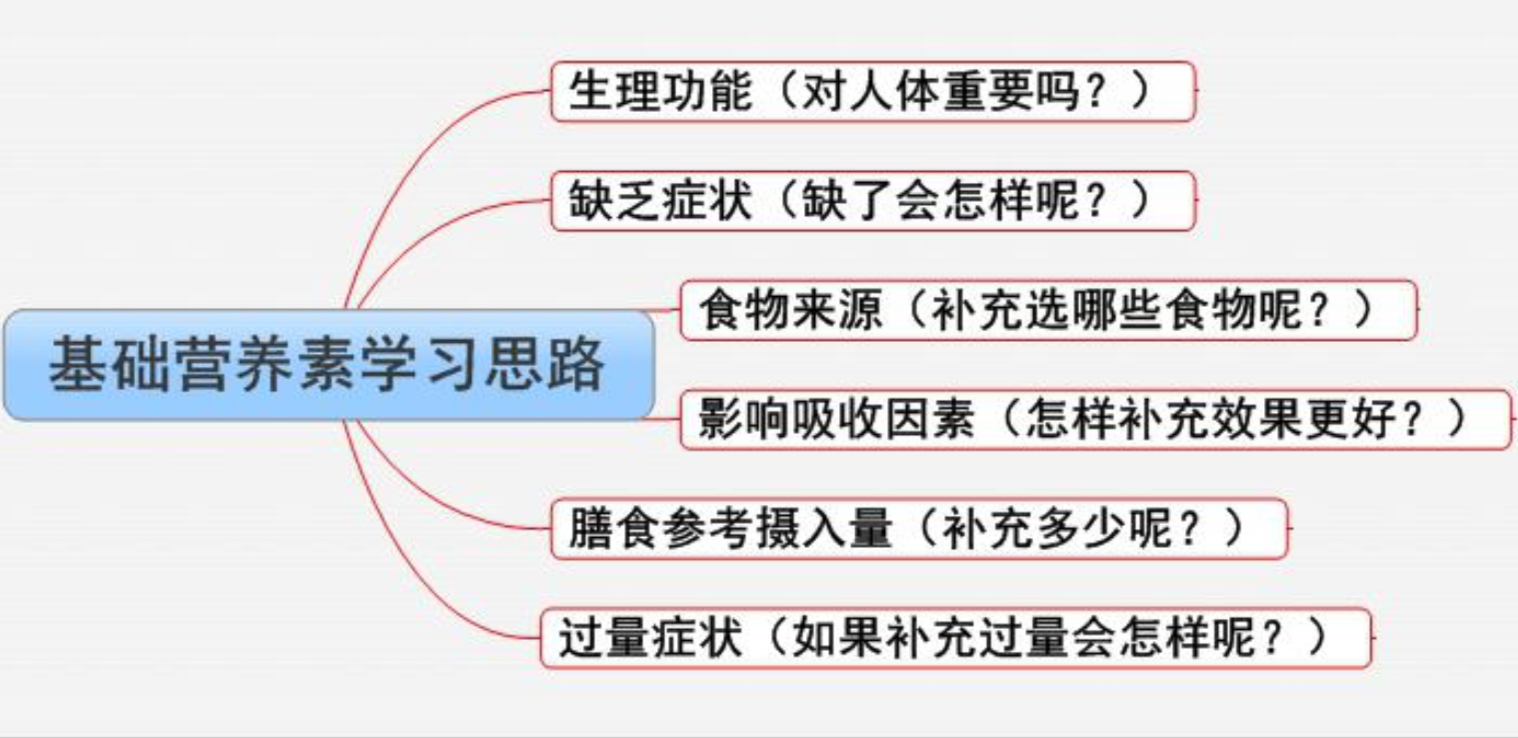 生理功能（对人体重要吗？）
缺乏症状（缺了会怎样呢？）
食物来源（补充选哪些食物呢？）
基础营养素学习思路
影响吸收因素（怎样补充效果更好？）
膳食参考摄入量（补充多少呢？）
过量症状（如果补充过量会怎样呢？）